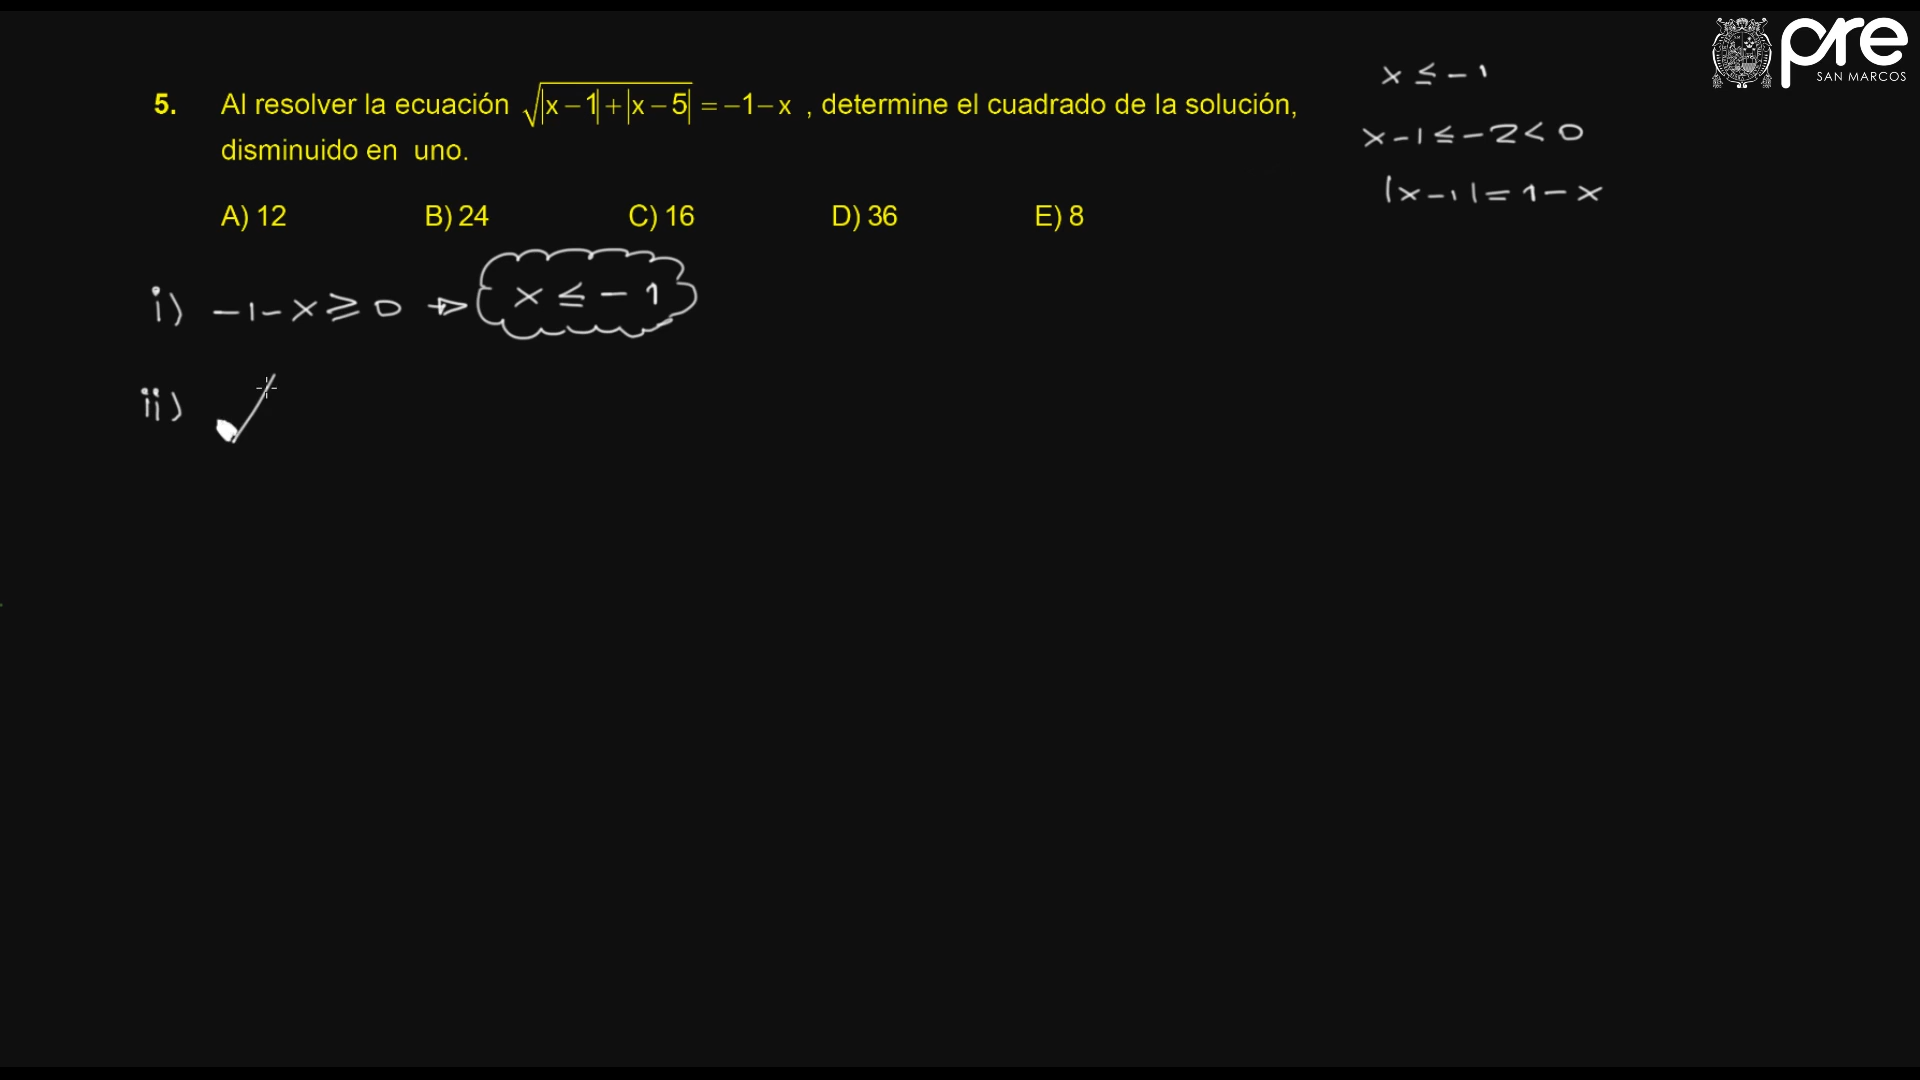 pre
SAN MARCOS
5. Al resolver la ecuación √|x−1|+|x−5| = −1−x , determine el cuadrado de la solución,
disminuido en uno.
A) 12 B) 24 C) 16 D) 36 E) 8
x ≤ −1
x−1 ≤ −2 < 0
|x−1| = 1−x
i) −1−x ≥ 0 → x ≤ −1
ii) √